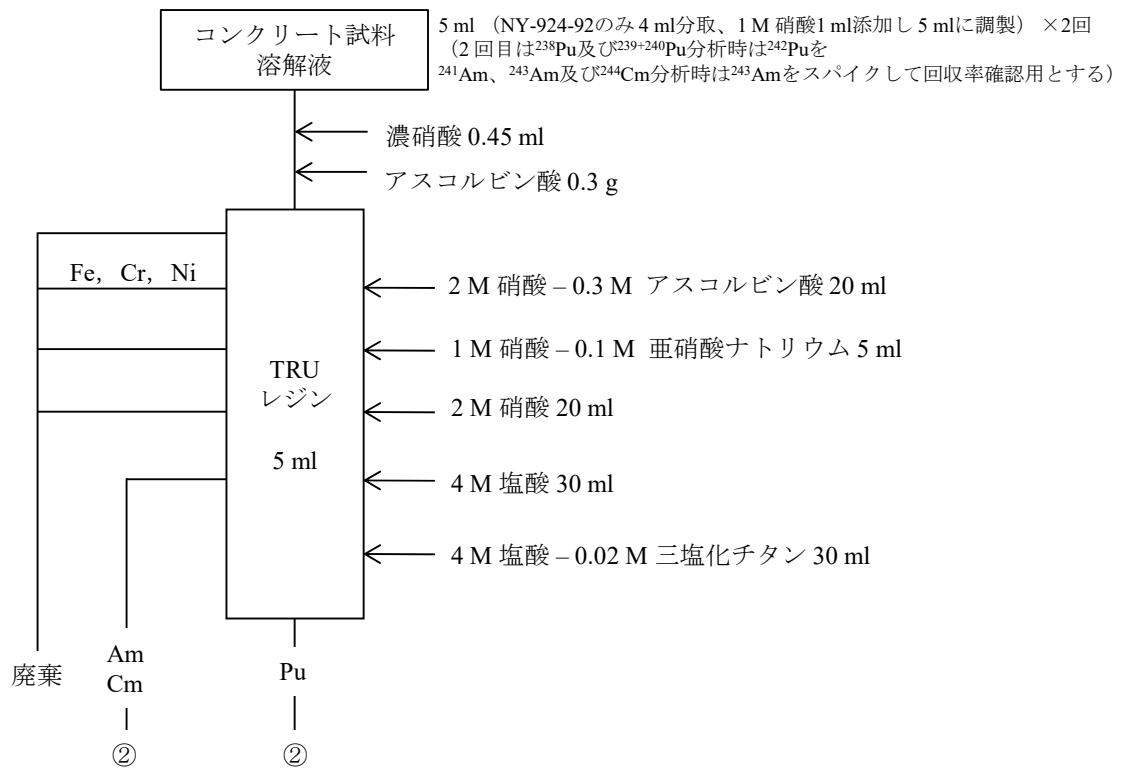 コンクリート試料
溶解液
5 ml （NY-924-92のみ 4 ml分取、1 M 硝酸1 ml添加し 5 mlに調製） ×2回
（2 回目は²³⁸Pu及び²³⁹⁺²⁴⁰Pu分析時は²⁴²Puを
²⁴¹Am、²⁴³Am及び²⁴⁴Cm分析時は²⁴³Amをスパイクして回収率確認用とする）
濃硝酸 0.45 ml
アスコルビン酸 0.3 g
Fe，Cr，Ni
2 M 硝酸 – 0.3 M アスコルビン酸 20 ml
1 M 硝酸 – 0.1 M 亜硝酸ナトリウム 5 ml
TRU
レジン
2 M 硝酸 20 ml
5 ml
4 M 塩酸 30 ml
4 M 塩酸 – 0.02 M 三塩化チタン 30 ml
廃棄
Am
Cm
Pu
②
②